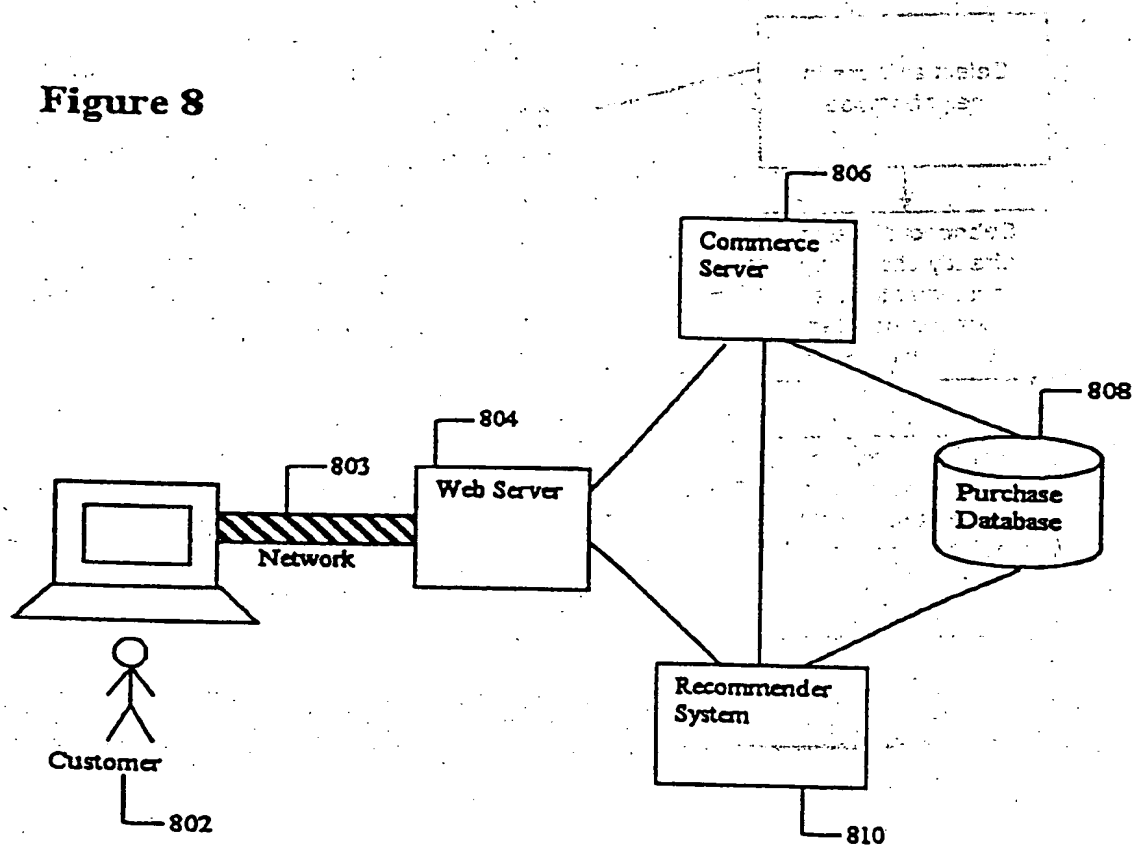 Figure 8
806
Commerce
Server
808
Purchase
Database
804
Web Server
803
Network
Recommender
System
810
Customer
802